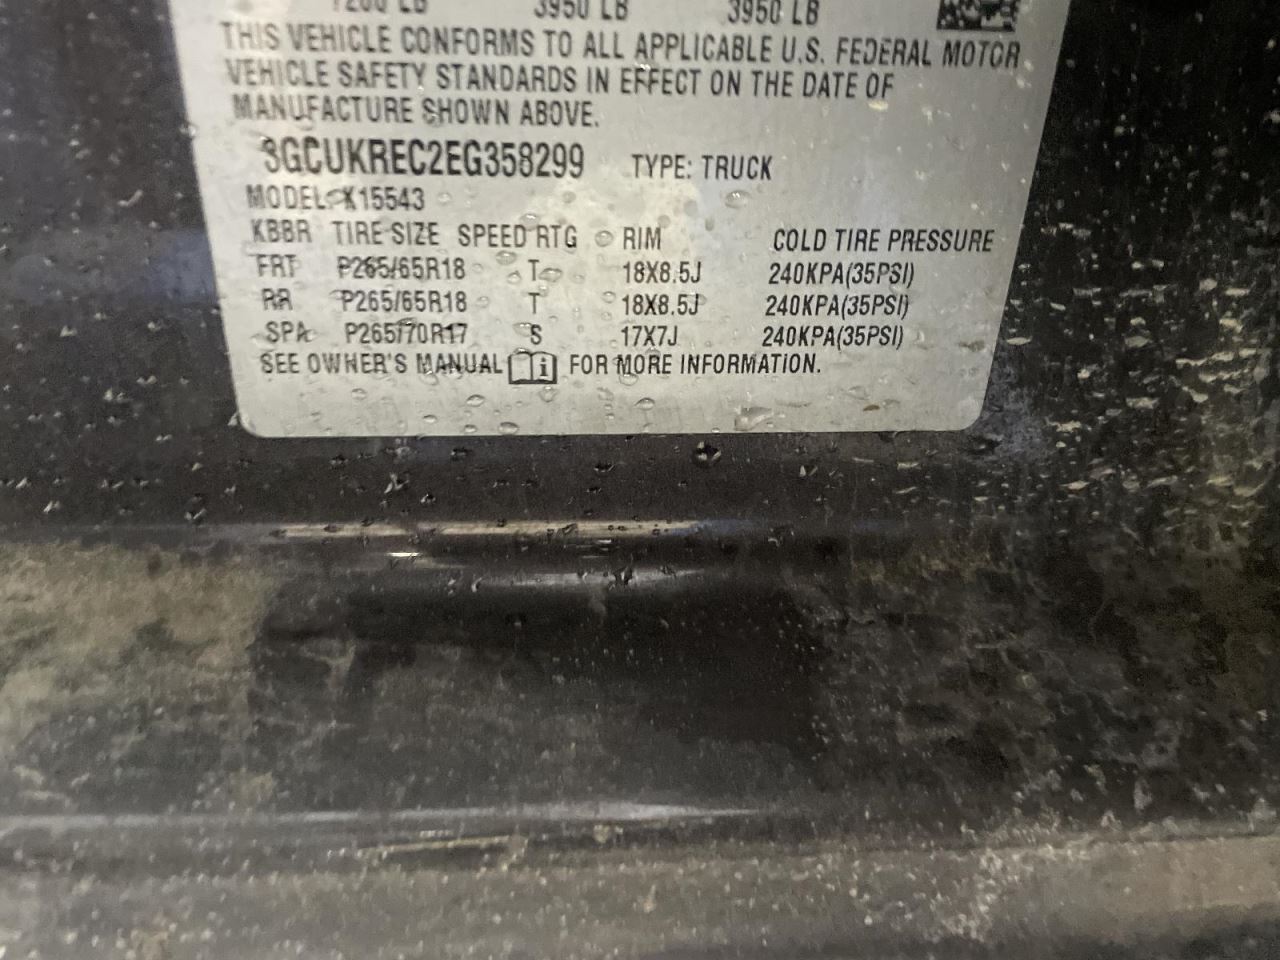 7200 LB 3950 LB 3950 LB
THIS VEHICLE CONFORMS TO ALL APPLICABLE U.S. FEDERAL MOTOR
VEHICLE SAFETY STANDARDS IN EFFECT ON THE DATE OF
MANUFACTURE SHOWN ABOVE.
3GCUKREC2EG358299 TYPE: TRUCK
MODEL: K15543
KBBR TIRE SIZE SPEED RTG RIM COLD TIRE PRESSURE
FRT P265/65R18 T 18X8.5J 240KPA(35PSI)
RR P265/65R18 T 18X8.5J 240KPA(35PSI)
SPA P265/70R17 S 17X7J 240KPA(35PSI)
SEE OWNER'S MANUAL FOR MORE INFORMATION.